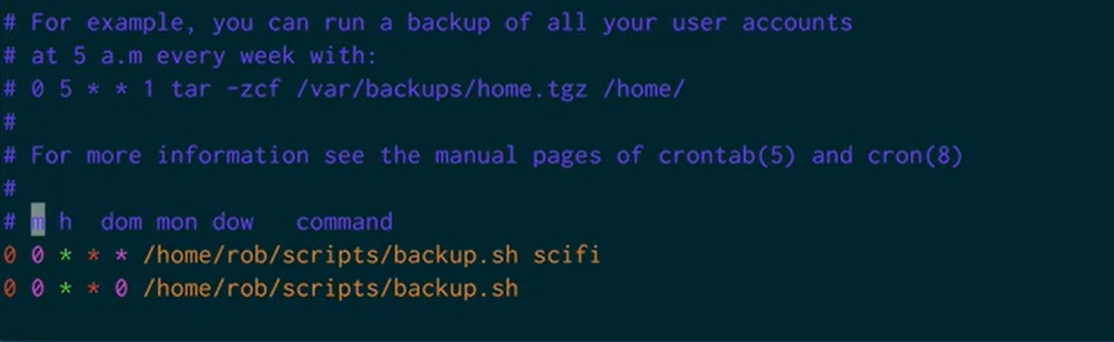 # For example, you can run a backup of all your user accounts
# at 5 a.m every week with:
# 0 5 * * 1 tar -zcf /var/backups/home.tgz /home/
#
# For more information see the manual pages of crontab(5) and cron(8)
#
# m h  dom mon dow   command
0 0 * * * /home/rob/scripts/backup.sh scifi
0 0 * * 0 /home/rob/scripts/backup.sh